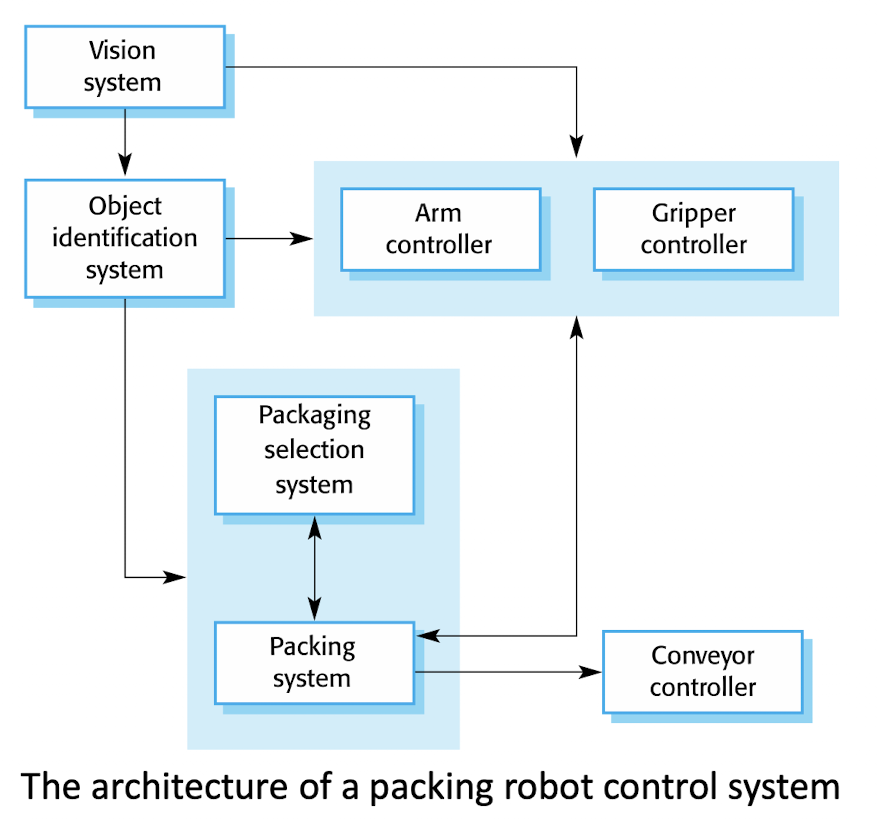 Vision
system
Object
identification
system
Arm
controller
Gripper
controller
Packaging
selection
system
Packing
system
Conveyor
controller
The architecture of a packing robot control system